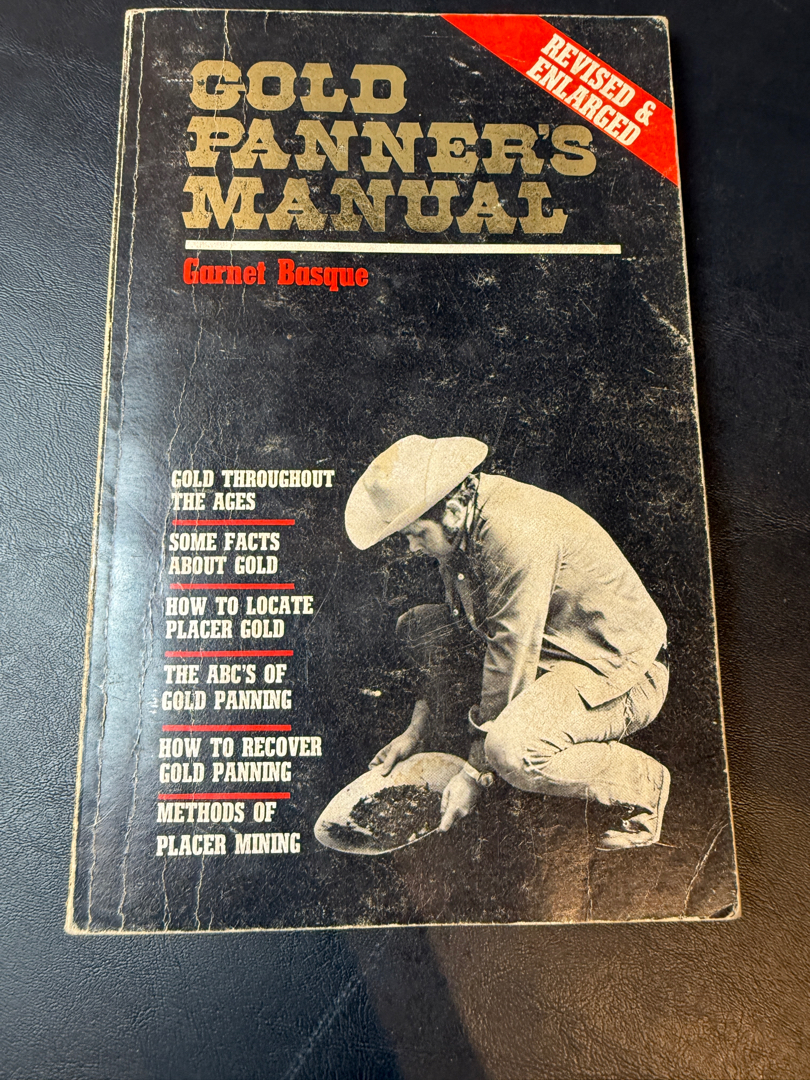 REVISED &
ENLARGED
GOLD
PANNER'S
MANUAL
Garnet Basque
GOLD THROUGHOUT
THE AGES
SOME FACTS
ABOUT GOLD
HOW TO LOCATE
PLACER GOLD
THE ABC'S OF
GOLD PANNING
HOW TO RECOVER
GOLD PANNING
METHODS OF
PLACER MINING